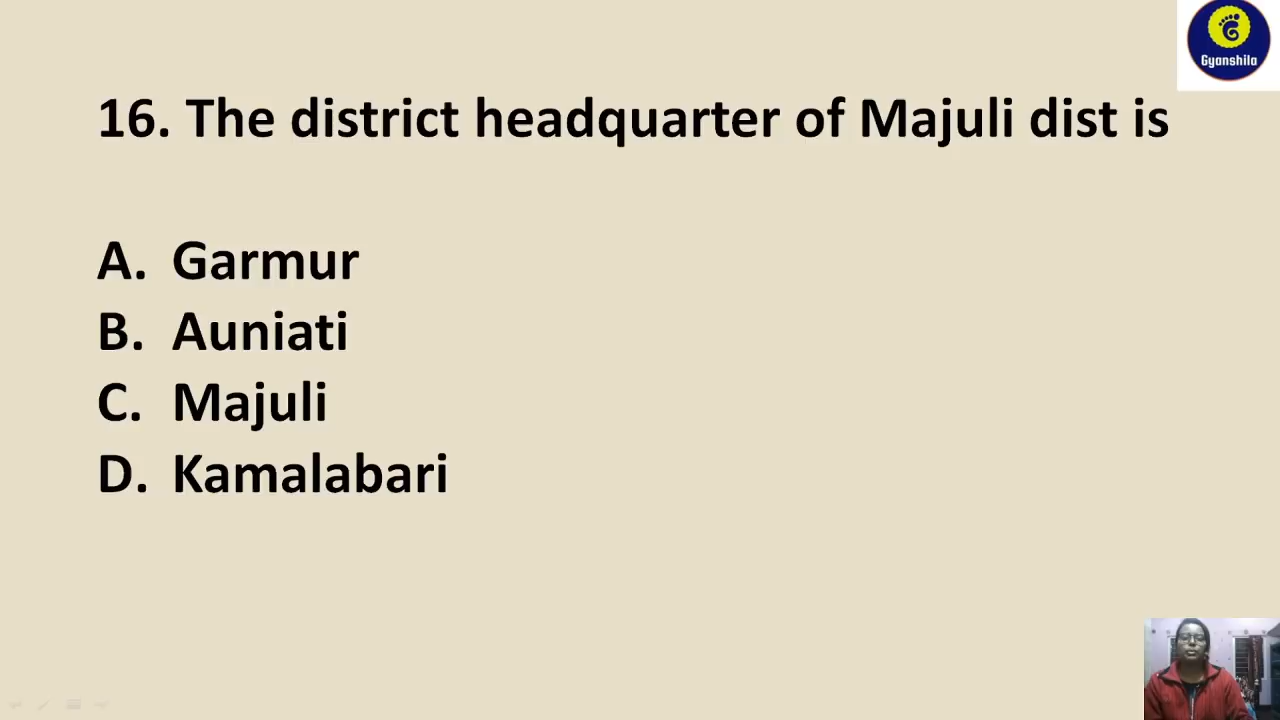 Gyanshila
16. The district headquarter of Majuli dist is
A. Garmur
B. Auniati
C. Majuli
D. Kamalabari